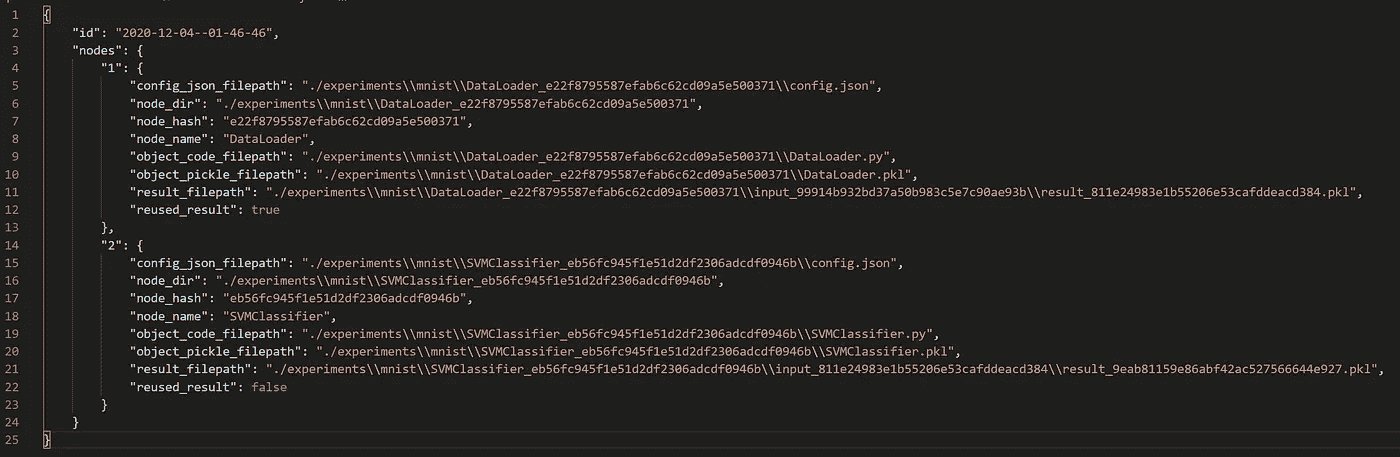 1 {
2 "id": "2020-12-04--01-46-46",
3 "nodes": {
4 "1": {
5 "config_json_filepath": "./experiments\\mnist\\DataLoader_e22f8795587efab6c62cd09a5e500371\\config.json",
6 "node_dir": "./experiments\\mnist\\DataLoader_e22f8795587efab6c62cd09a5e500371",
7 "node_hash": "e22f8795587efab6c62cd09a5e500371",
8 "node_name": "DataLoader",
9 "object_code_filepath": "./experiments\\mnist\\DataLoader_e22f8795587efab6c62cd09a5e500371\\DataLoader.py",
10 "object_pickle_filepath": "./experiments\\mnist\\DataLoader_e22f8795587efab6c62cd09a5e500371\\DataLoader.pkl",
11 "result_filepath": "./experiments\\mnist\\DataLoader_e22f8795587efab6c62cd09a5e500371\\input_99914b932bd37a50b983c5e7c90ae93b\\result_811e24983e1b55206e53cafddeacd384.pkl",
12 "reused_result": true
13 },
14 "2": {
15 "config_json_filepath": "./experiments\\mnist\\SVMClassifier_eb56fc945f1e51d2df2306adcdf0946b\\config.json",
16 "node_dir": "./experiments\\mnist\\SVMClassifier_eb56fc945f1e51d2df2306adcdf0946b",
17 "node_hash": "eb56fc945f1e51d2df2306adcdf0946b",
18 "node_name": "SVMClassifier",
19 "object_code_filepath": "./experiments\\mnist\\SVMClassifier_eb56fc945f1e51d2df2306adcdf0946b\\SVMClassifier.py",
20 "object_pickle_filepath": "./experiments\\mnist\\SVMClassifier_eb56fc945f1e51d2df2306adcdf0946b\\SVMClassifier.pkl",
21 "result_filepath": "./experiments\\mnist\\SVMClassifier_eb56fc945f1e51d2df2306adcdf0946b\\input_811e24983e1b55206e53cafddeacd384\\result_9eab81159e86abf42ac527566644e927.pkl",
22 "reused_result": false
23 }
24 }
25 }